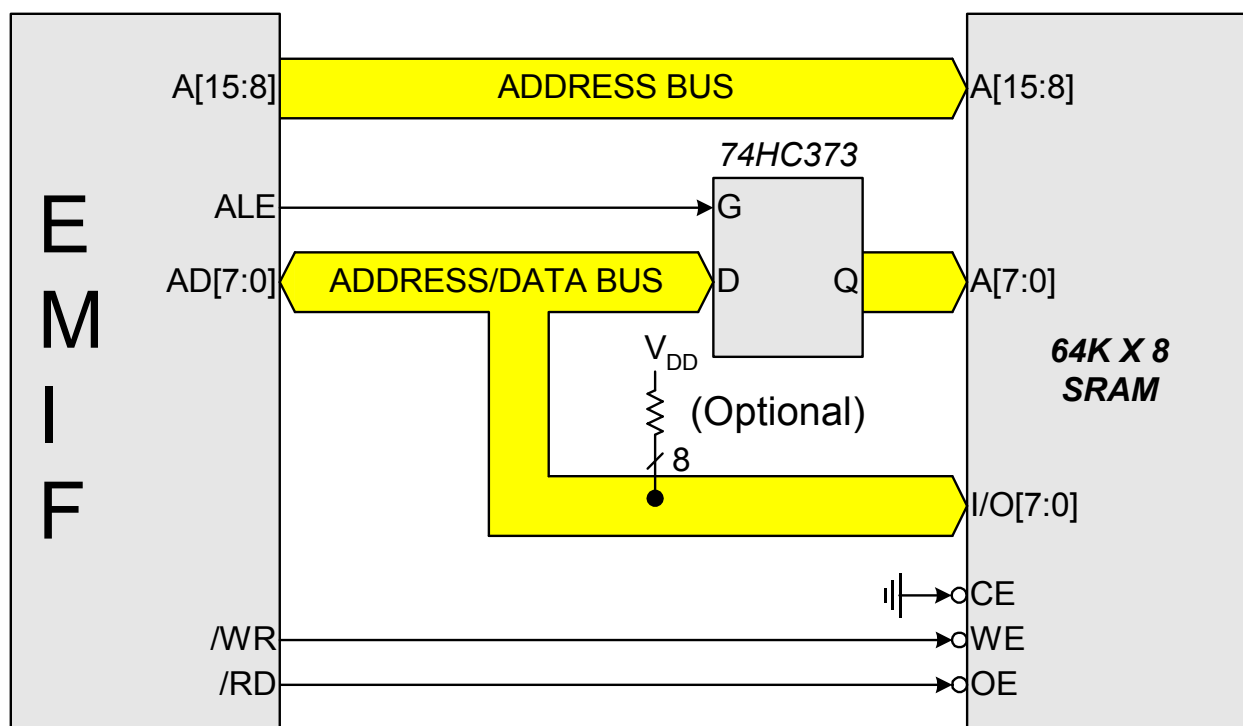 A[15:8] ADDRESS BUS A[15:8]
74HC373
ALE G
AD[7:0] ADDRESS/DATA BUS D Q A[7:0]
E
M
I
F
64K X 8
SRAM
VDD
(Optional)
8
I/O[7:0]
CE
/WR WE
/RD OE